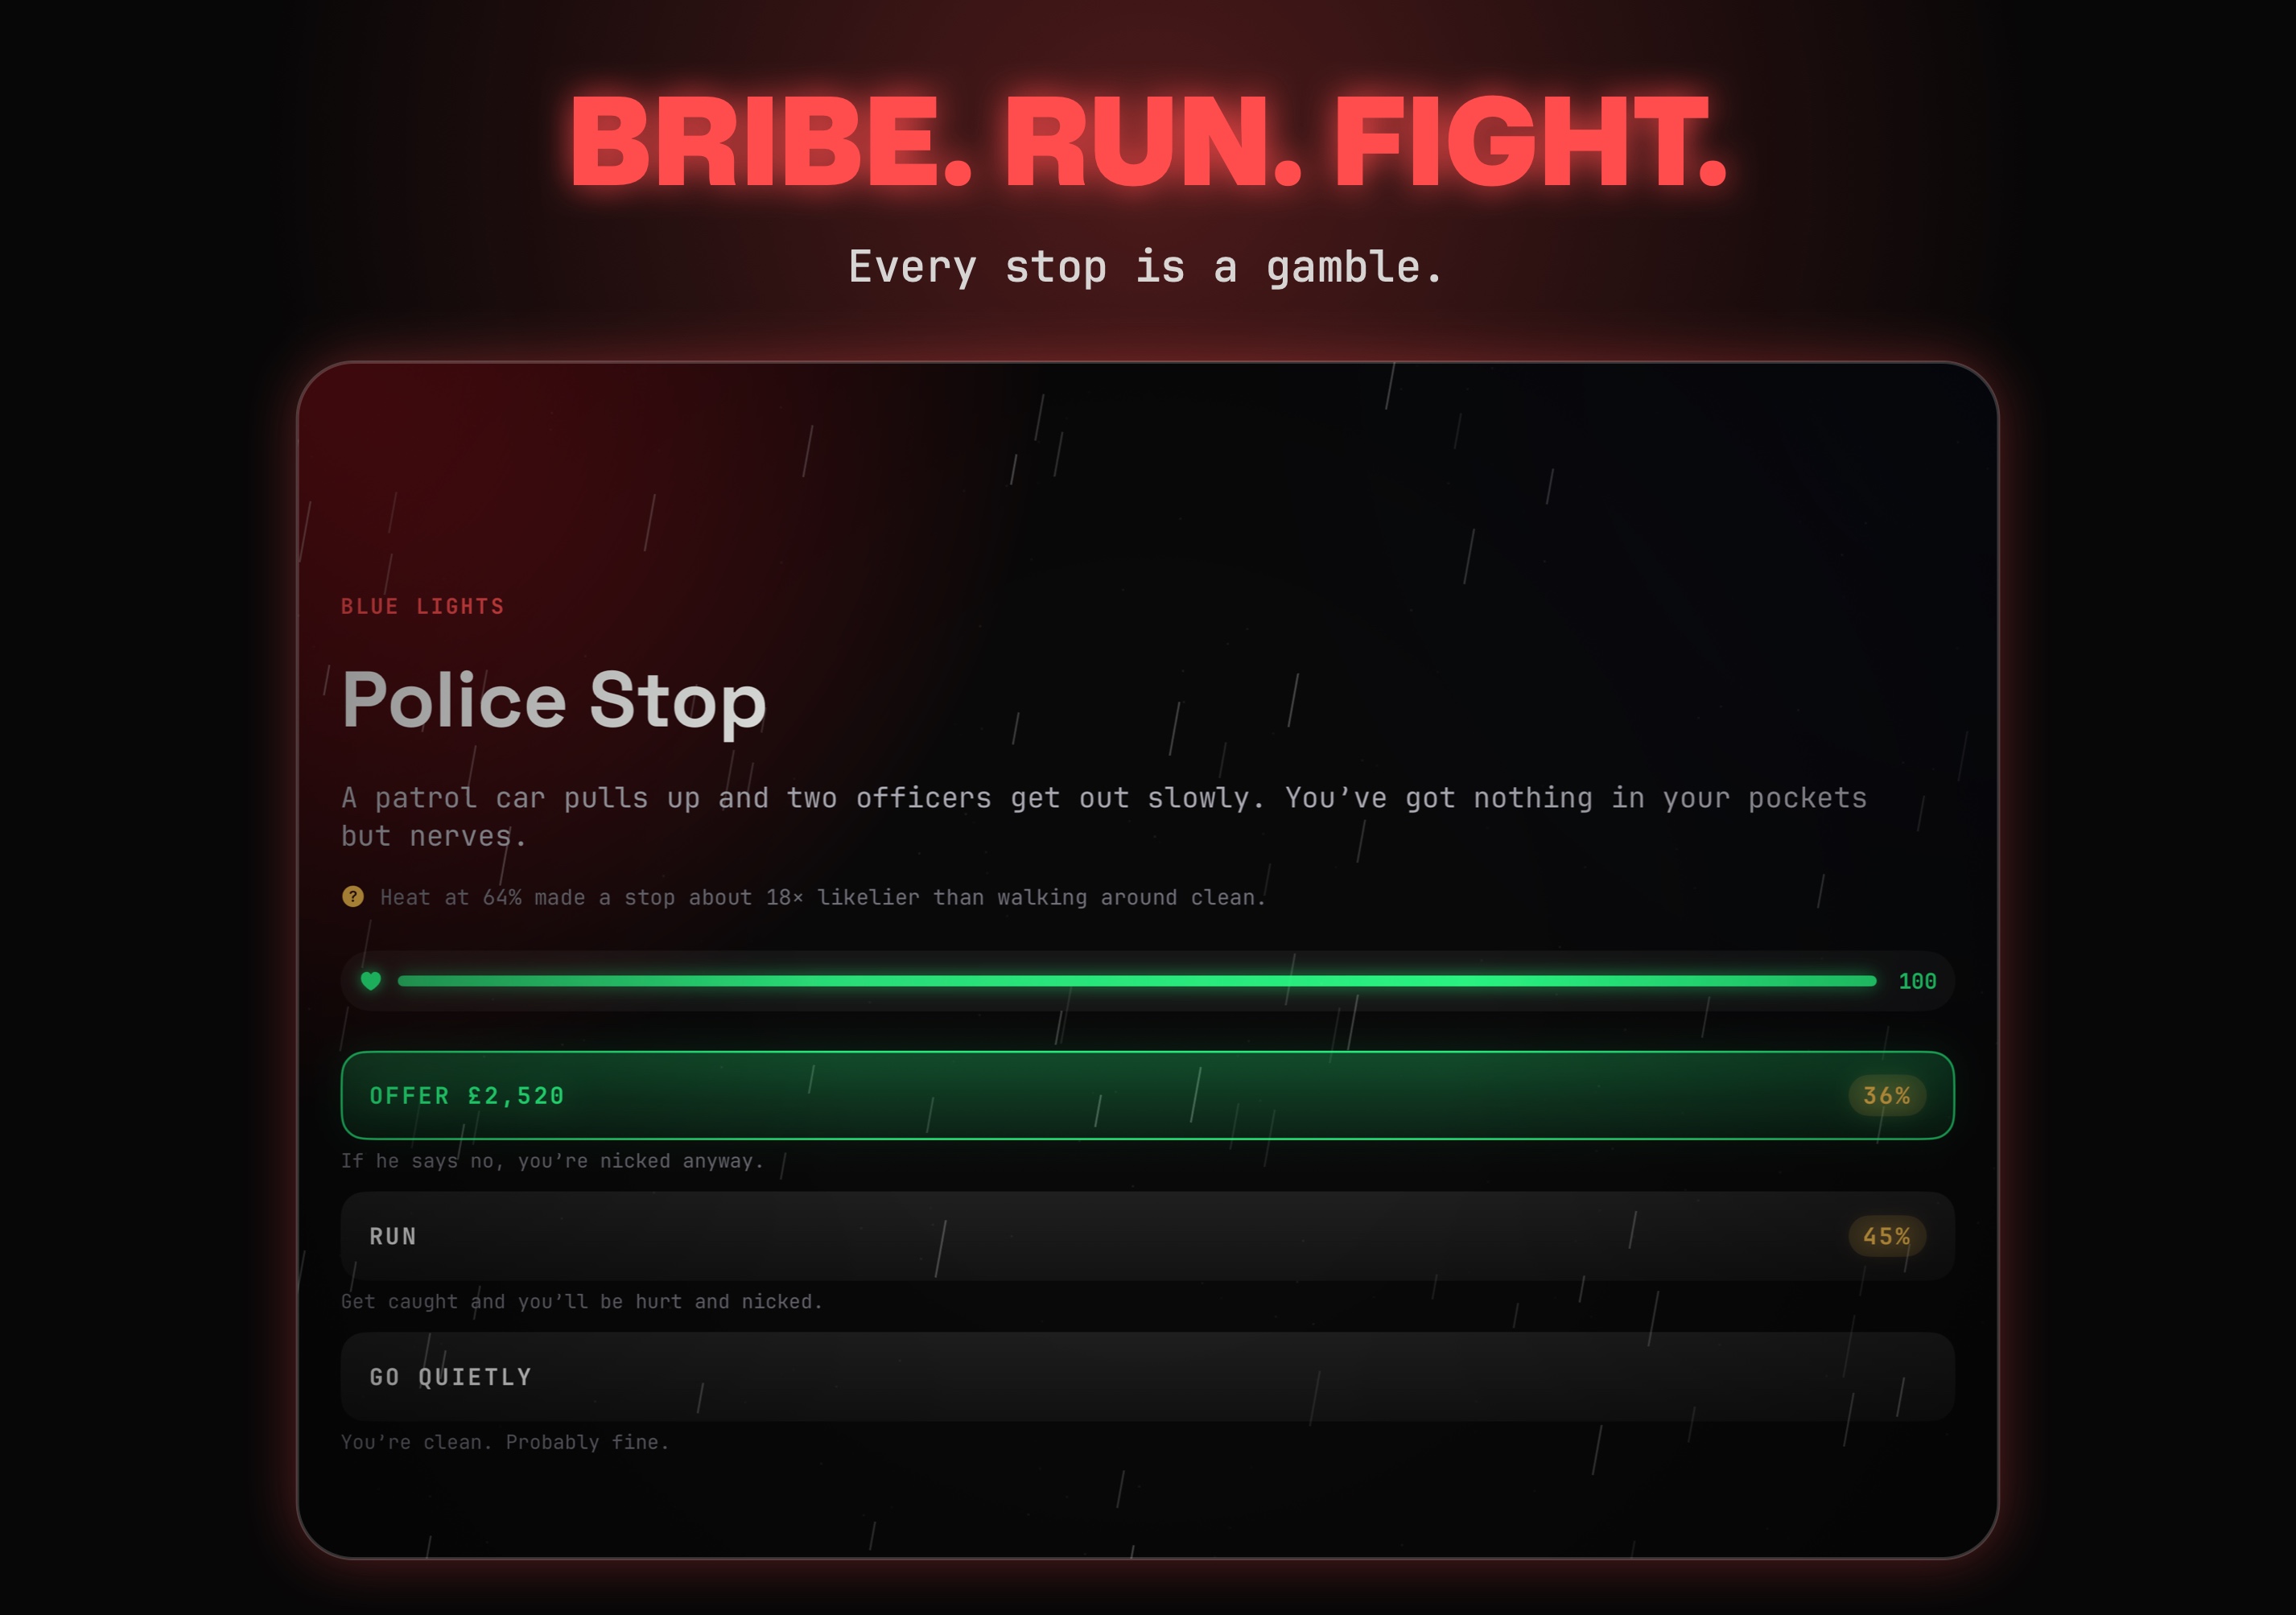 BRIBE. RUN. FIGHT.
Every stop is a gamble.
BLUE LIGHTS
Police Stop
A patrol car pulls up and two officers get out slowly. You’ve got nothing in your pockets
but nerves.
? Heat at 64% made a stop about 18× likelier than walking around clean.
100
OFFER £2,520 36%
If he says no, you’re nicked anyway.
RUN 45%
Get caught and you’ll be hurt and nicked.
GO QUIETLY
You’re clean. Probably fine.